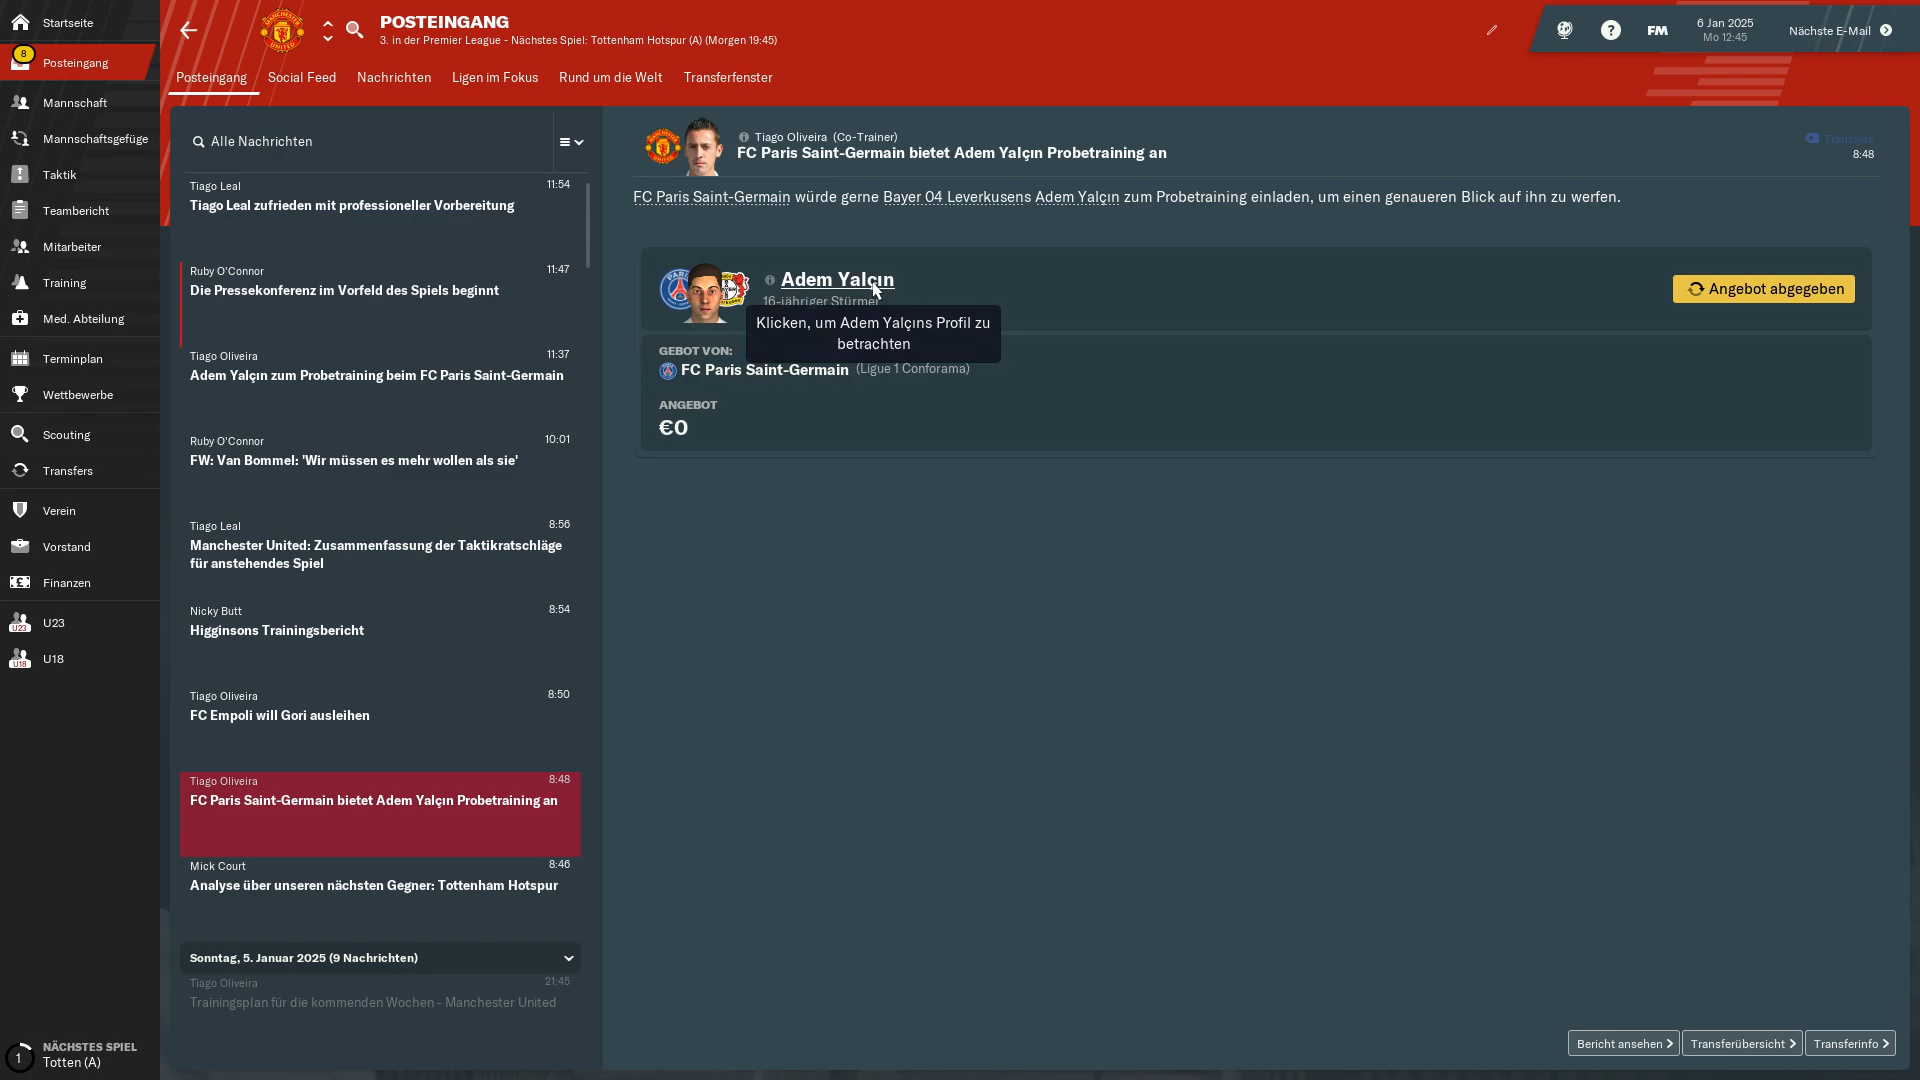 Startseite
8
Posteingang
Mannschaft
Mannschaftsgefüge
Taktik
Teambericht
Mitarbeiter
Training
Med. Abteilung
Terminplan
Wettbewerbe
Scouting
Transfers
Verein
Vorstand
Finanzen
U23
U23
U18
U18
1
NÄCHSTES SPIEL
Totten (A)
POSTEINGANG
3. in der Premier League - Nächstes Spiel: Tottenham Hotspur (A) (Morgen 19:45)
FM
6 Jan 2025
Mo 12:45
Nächste E-Mail
Posteingang
Social Feed
Nachrichten
Ligen im Fokus
Rund um die Welt
Transferfenster
Alle Nachrichten
Tiago Leal 11:54
Tiago Leal zufrieden mit professioneller Vorbereitung
Ruby O'Connor 11:47
Die Pressekonferenz im Vorfeld des Spiels beginnt
Tiago Oliveira 11:37
Adem Yalçın zum Probetraining beim FC Paris Saint-Germain
Ruby O'Connor 10:01
FW: Van Bommel: 'Wir müssen es mehr wollen als sie'
Tiago Leal 8:56
Manchester United: Zusammenfassung der Taktikratschläge
für anstehendes Spiel
Nicky Butt 8:54
Higginsons Trainingsbericht
Tiago Oliveira 8:50
FC Empoli will Gori ausleihen
Tiago Oliveira 8:48
FC Paris Saint-Germain bietet Adem Yalçın Probetraining an
Mick Court 8:46
Analyse über unseren nächsten Gegner: Tottenham Hotspur
Sonntag, 5. Januar 2025 (9 Nachrichten)
Tiago Oliveira 21:45
Trainingsplan für die kommenden Wochen - Manchester United
Tiago Oliveira (Co-Trainer)
FC Paris Saint-Germain bietet Adem Yalçın Probetraining an
Transfers
8:48
FC Paris Saint-Germain würde gerne Bayer 04 Leverkusens Adem Yalçın zum Probetraining einladen, um einen genaueren Blick auf ihn zu werfen.
Adem Yalçın
16-jähriger Stürmer
Angebot abgegeben
Klicken, um Adem Yalçıns Profil zu
betrachten
GEBOT VON:
FC Paris Saint-Germain (Ligue 1 Conforama)
ANGEBOT
€0
Bericht ansehen
Transferübersicht
Transferinfo